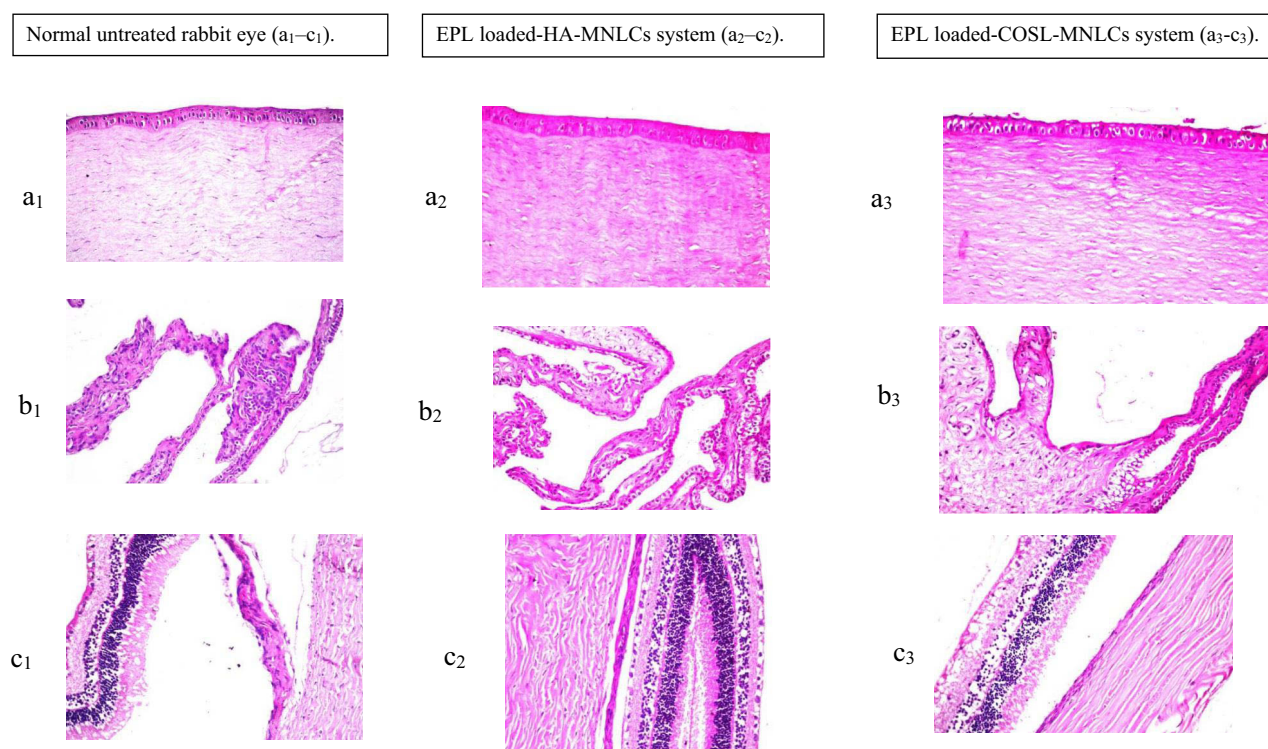 Normal untreated rabbit eye (a₁–c₁).
EPL loaded-HA-MNLCs system (a₂–c₂).
EPL loaded-COSL-MNLCs system (a₃-c₃).
a₁
a₂
a₃
b₁
b₂
b₃
c₁
c₂
c₃